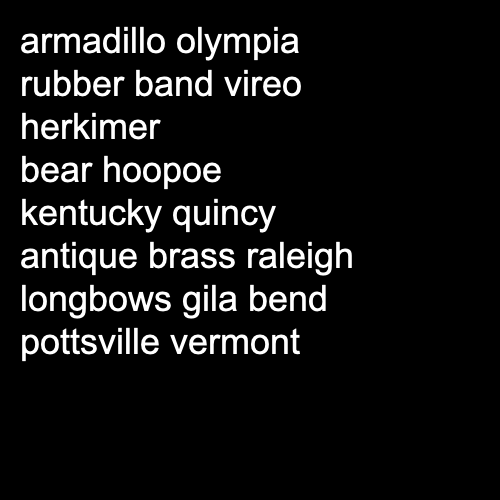 armadillo olympia
rubber band vireo
herkimer
bear hoopoe
kentucky quincy
antique brass raleigh
longbows gila bend
pottsville vermont